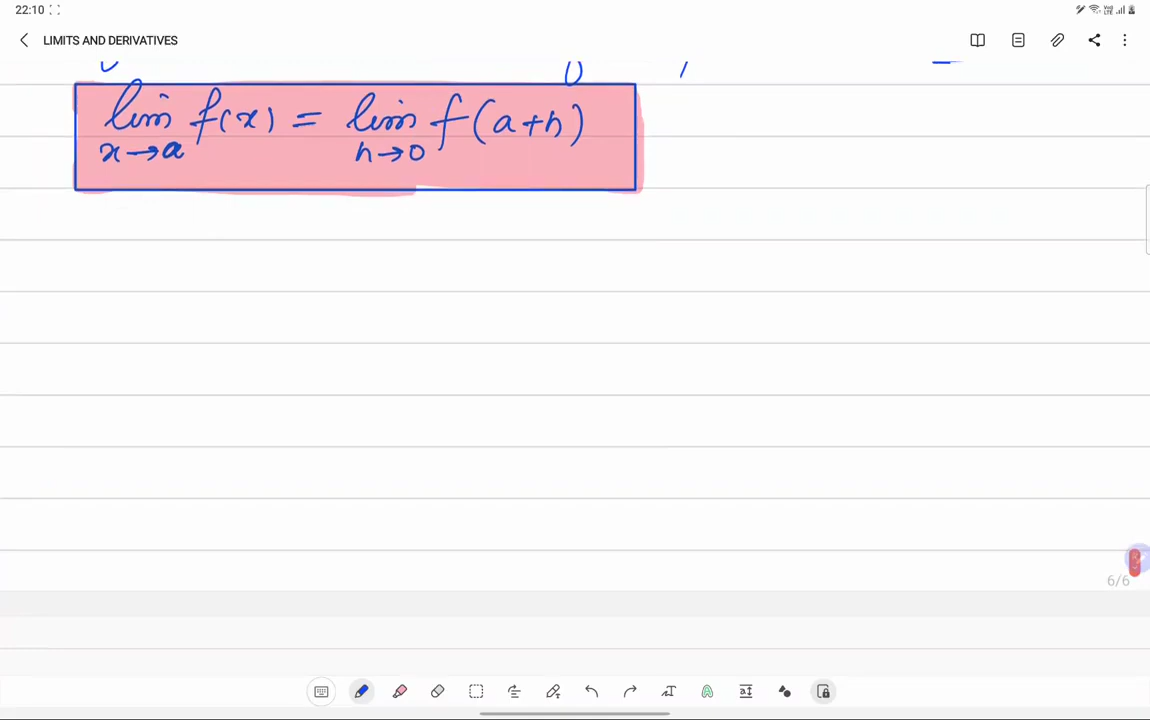 22:10
LIMITS AND DERIVATIVES
lim f(x) = lim f(a+h)
x→a h→0
6/6